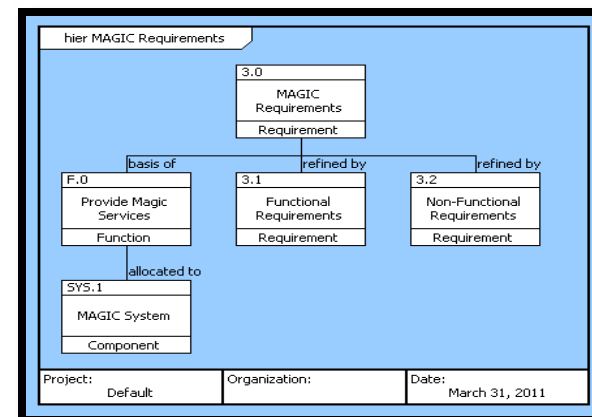 hier MAGIC Requirements
3.0
MAGIC
Requirements
Requirement
basis of
refined by
refined by
F.0
Provide Magic
Services
Function
3.1
Functional
Requirements
Requirement
3.2
Non-Functional
Requirements
Requirement
allocated to
SYS.1
MAGIC System
Component
Project:
Default
Organization:
Date:
March 31, 2011